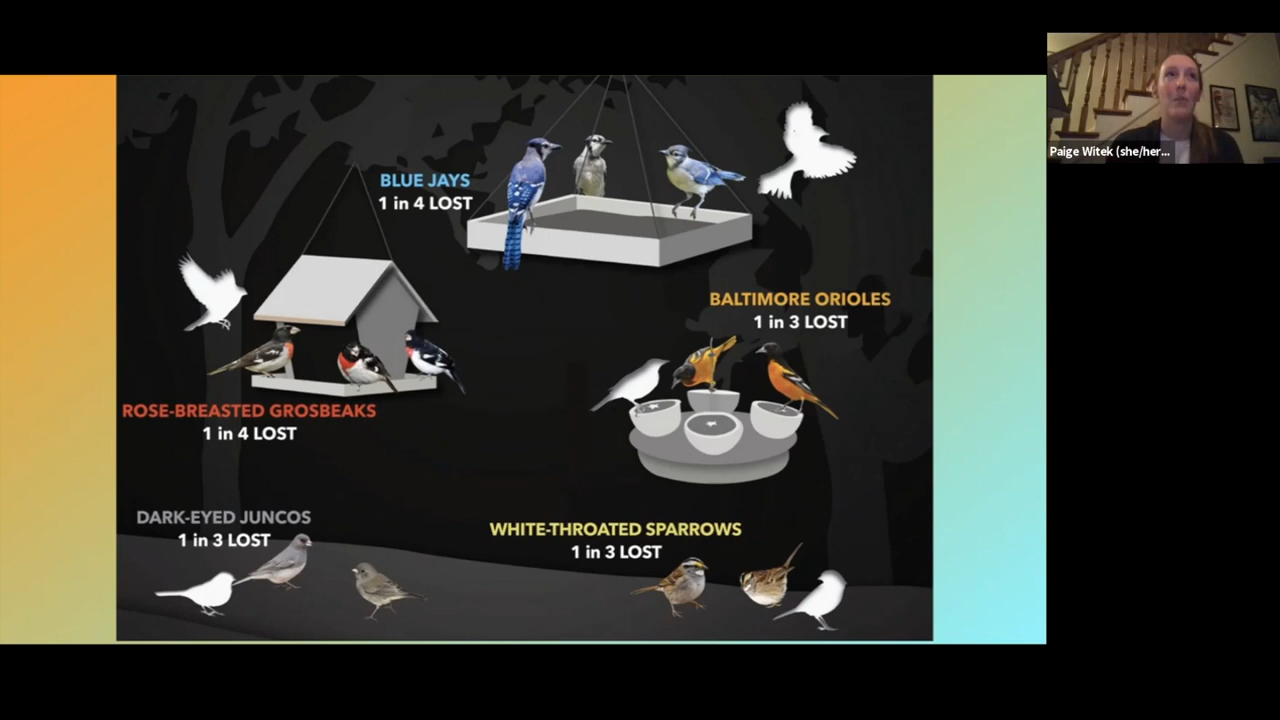 BLUE JAYS
1 in 4 LOST
BALTIMORE ORIOLES
1 in 3 LOST
ROSE-BREASTED GROSBEAKS
1 in 4 LOST
DARK-EYED JUNCOS
1 in 3 LOST
WHITE-THROATED SPARROWS
1 in 3 LOST
Paige Witek (she/her...